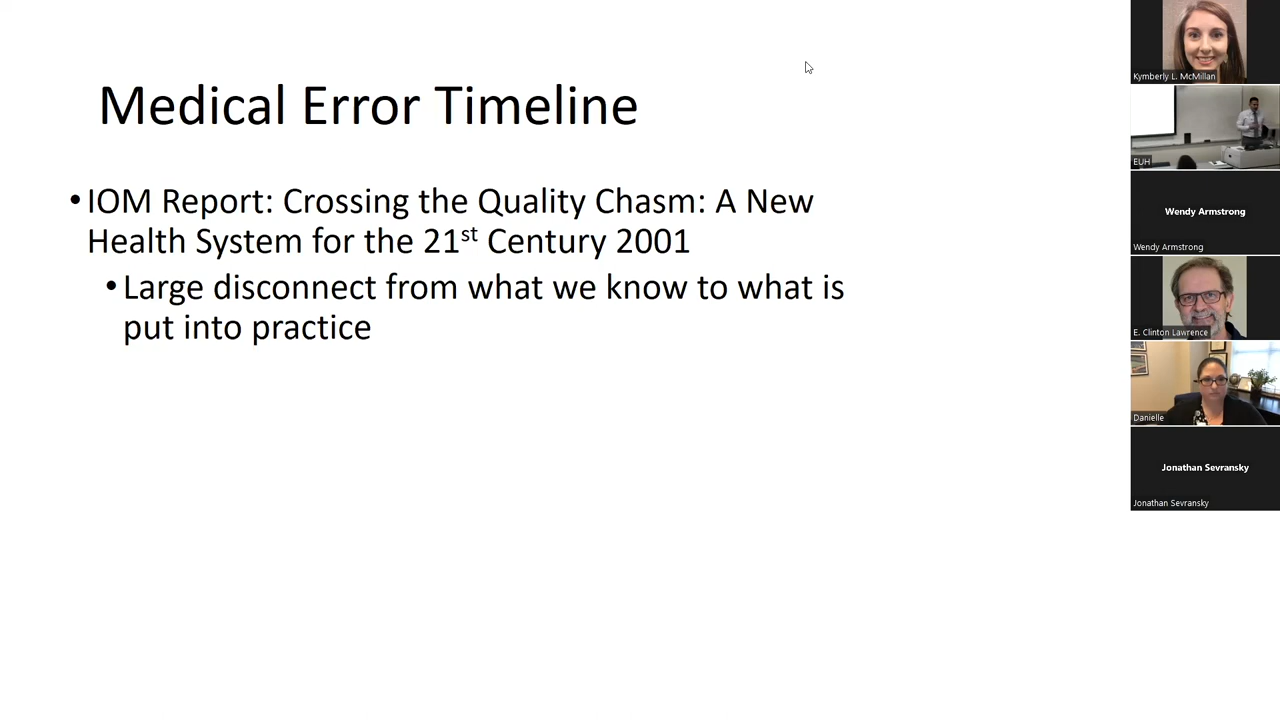 Medical Error Timeline
• IOM Report: Crossing the Quality Chasm: A New
Health System for the 21st Century 2001
• Large disconnect from what we know to what is
put into practice
Kymberly L. McMillan
EUH
Wendy Armstrong
Wendy Armstrong
E. Clinton Lawrence
Danielle
Jonathan Sevransky
Jonathan Sevransky